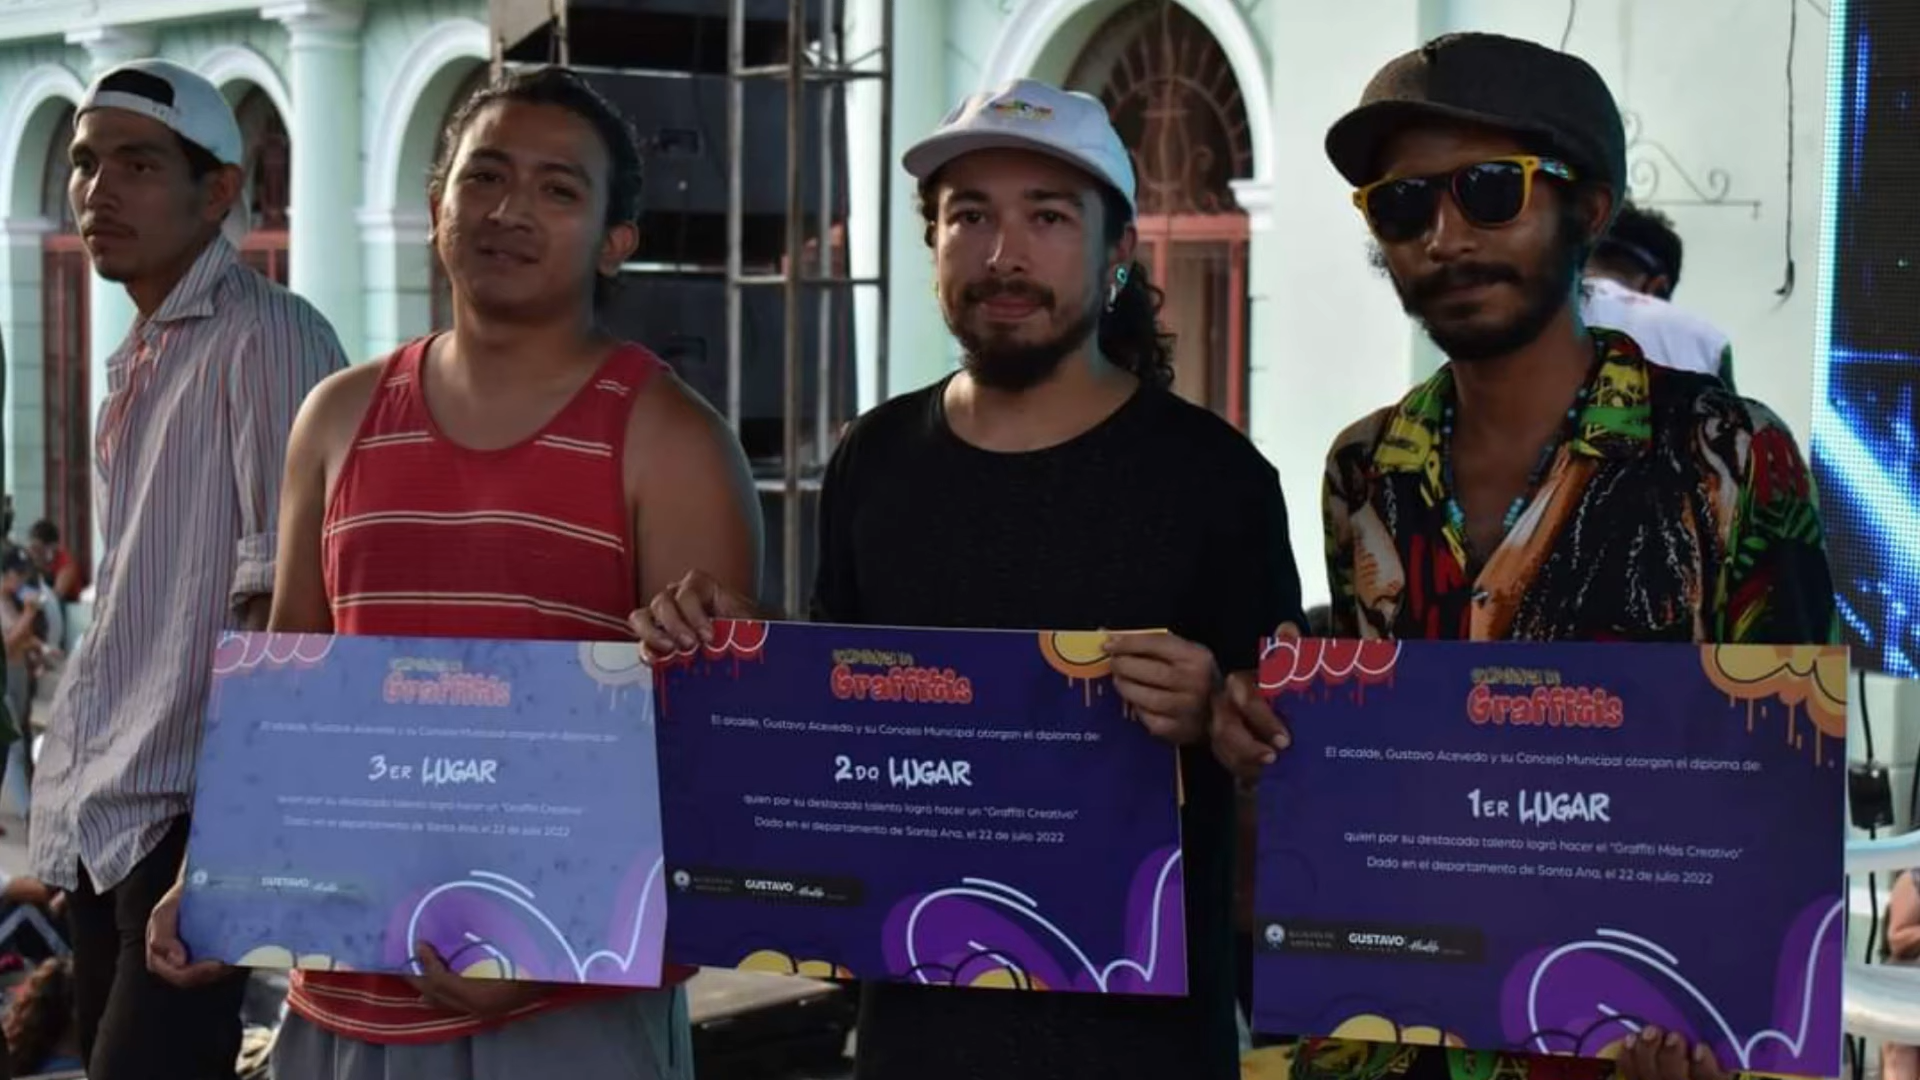 Graffitis
El alcalde, Gustavo Acevedo y su Concejo Municipal otorgan el diploma de:
3ER LUGAR
quien por su destacado talento logró hacer un "Graffiti Creativo"
Dado en el departamento de Santa Ana, el 22 de julio 2022
GUSTAVO
Alcalde
Graffitis
El alcalde, Gustavo Acevedo y su Concejo Municipal otorgan el diploma de:
2DO LUGAR
quien por su destacado talento logró hacer un "Graffiti Creativo"
Dado en el departamento de Santa Ana, el 22 de julio 2022
GUSTAVO
Alcalde
Graffitis
El alcalde, Gustavo Acevedo y su Concejo Municipal otorgan el diploma de:
1ER LUGAR
quien por su destacado talento logró hacer el "Graffiti Más Creativo"
Dado en el departamento de Santa Ana, el 22 de julio 2022
GUSTAVO
Alcalde